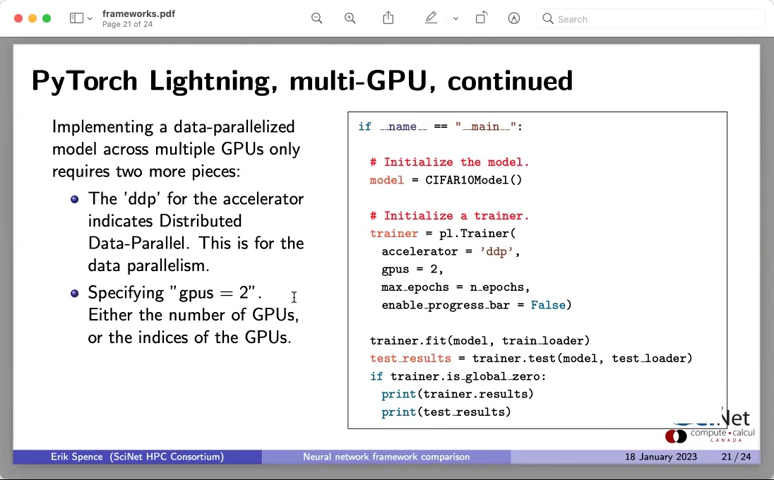 frameworks.pdf
Page 21 of 24
Search
PyTorch Lightning, multi-GPU, continued
Implementing a data-parallelized
model across multiple GPUs only
requires two more pieces:
The 'ddp' for the accelerator
indicates Distributed
Data-Parallel. This is for the
data parallelism.
Specifying "gpus = 2".
Either the number of GPUs,
or the indices of the GPUs.
if __name__ == "__main__":
# Initialize the model.
model = CIFAR10Model()
# Initialize a trainer.
trainer = pl.Trainer(
accelerator = 'ddp',
gpus = 2,
max_epochs = n_epochs,
enable_progress_bar = False)
trainer.fit(model, train_loader)
test_results = trainer.test(model, test_loader)
if trainer.is_global_zero:
print(trainer.results)
print(test_results)
SciNet
compute • calcul
CANADA
Erik Spence (SciNet HPC Consortium)
Neural network framework comparison
18 January 2023
21 / 24